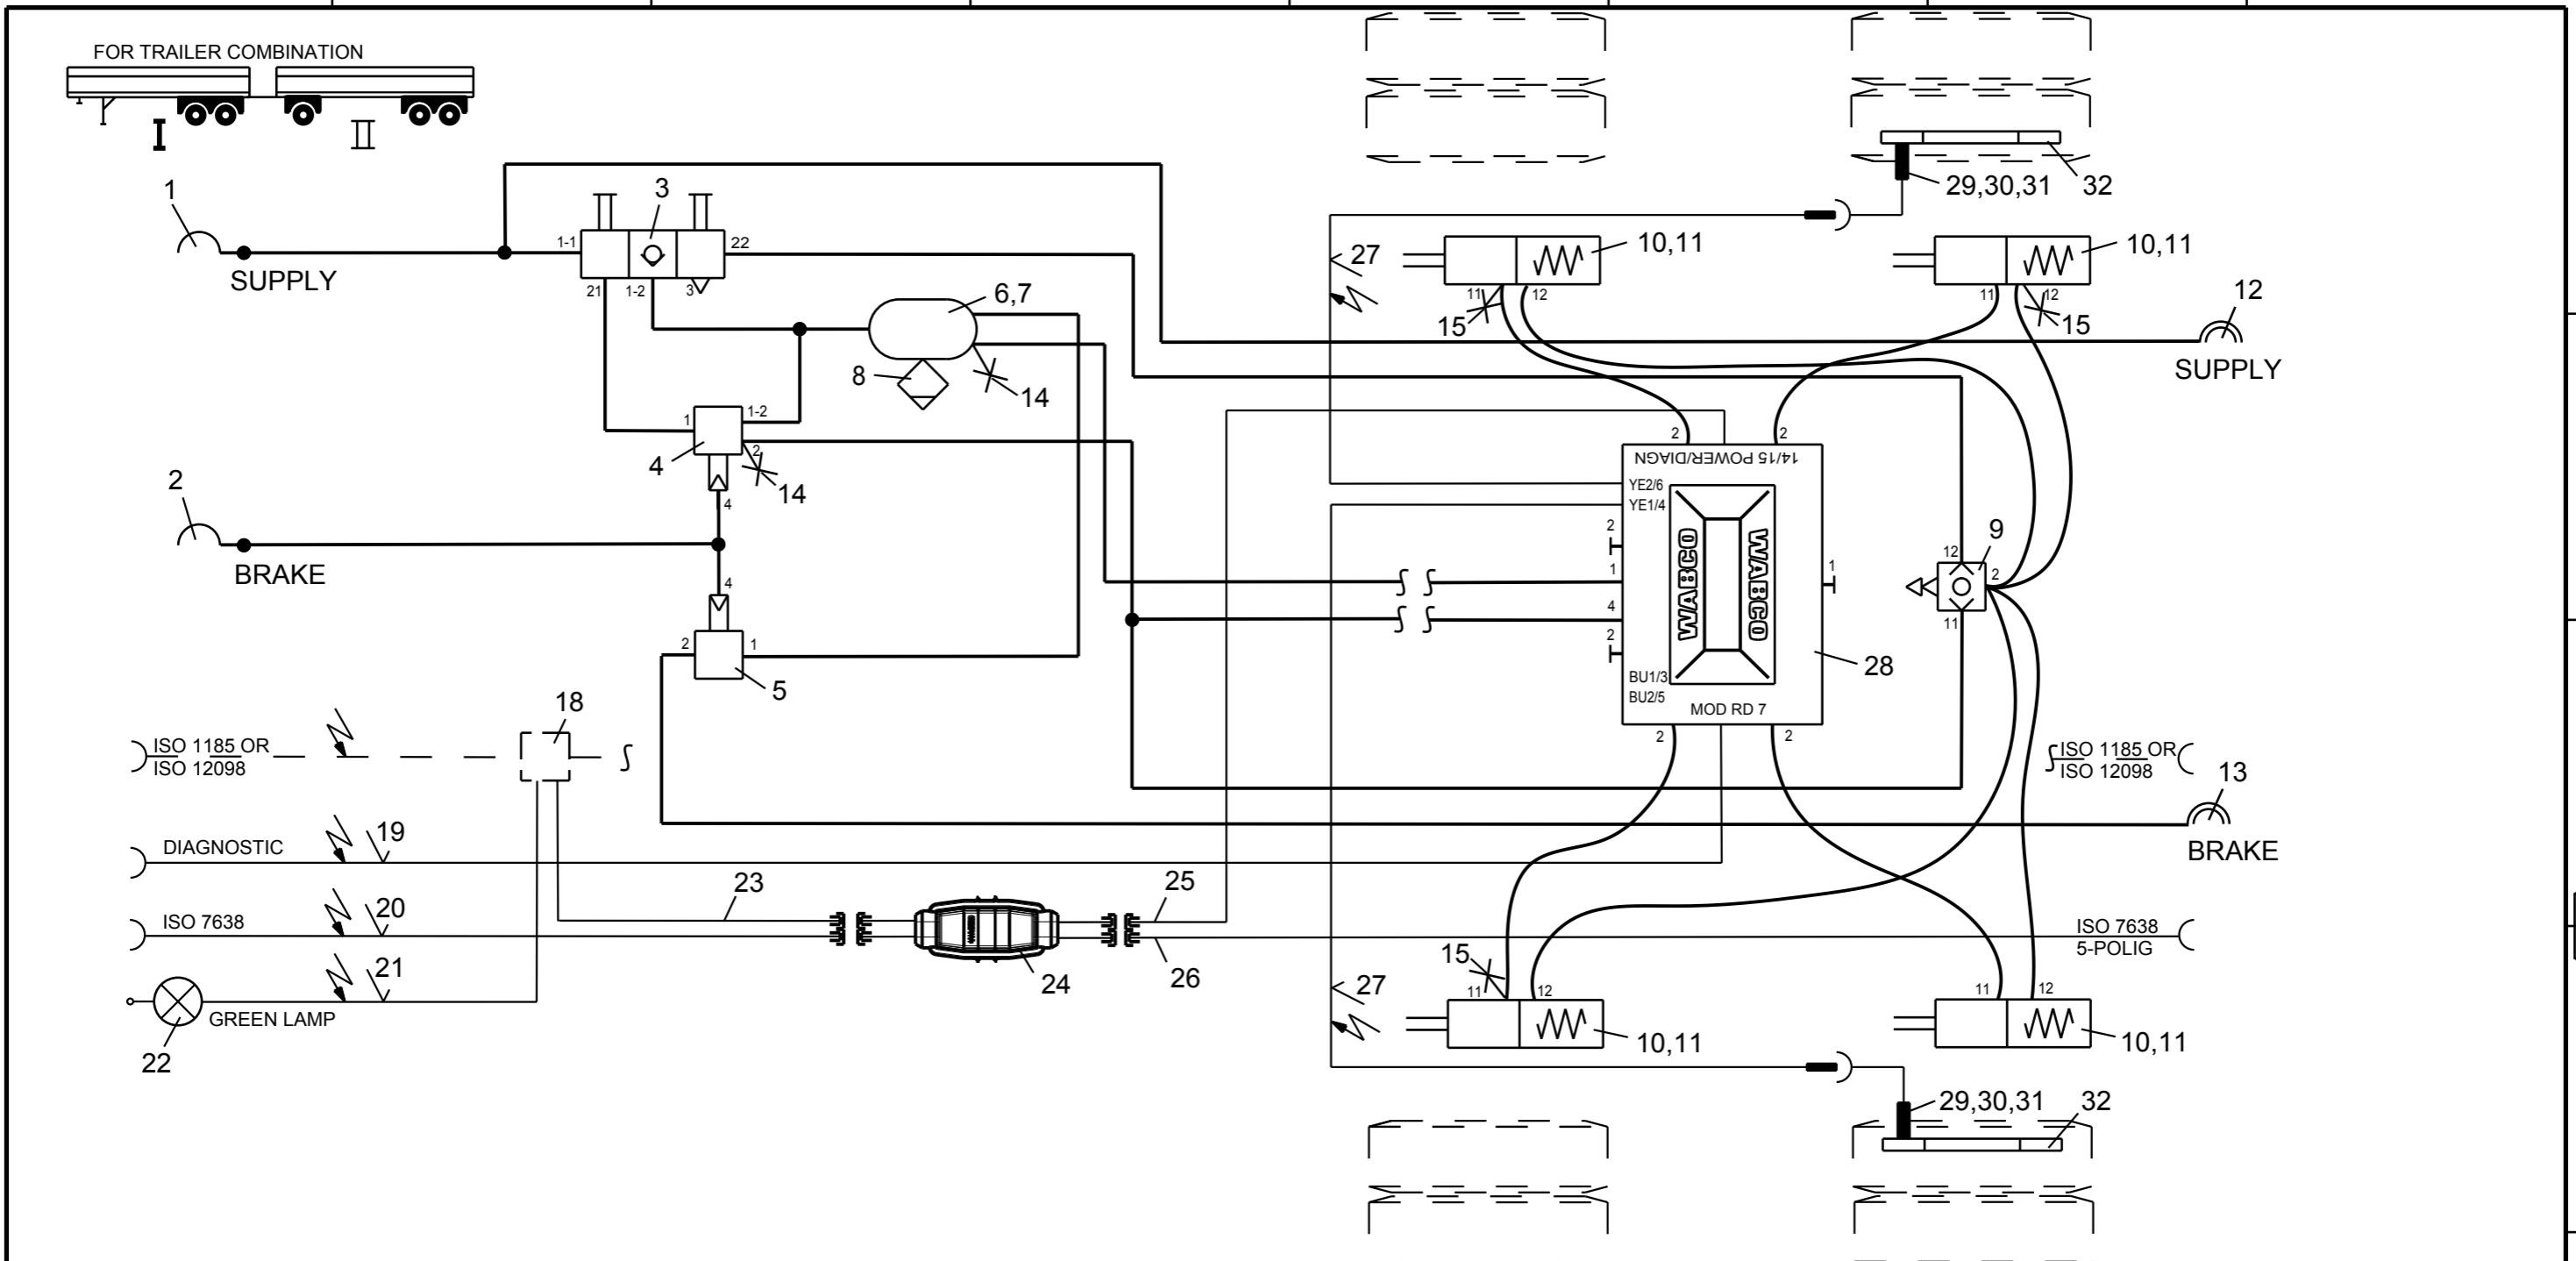 FOR TRAILER COMBINATION
I
II
1
SUPPLY
3
1-1
22
21
1-2
3
6,7
8
14
1
1-2
2
4
14
4
2
BRAKE
4
2
1
5
29,30,31
32
27
10,11
11
12
15
10,11
11
12
15
12
SUPPLY
2
2
14/15 POWER/DIAGN
YE2/6
YE1/4
2
1
4
2
BU1/3
BU2/5
WABCO
WABCO
1
MOD RD 7
2
2
28
12
9
2
11
18
ISO 1185 OR
ISO 12098
ISO 1185 OR
ISO 12098
13
BRAKE
DIAGNOSTIC
19
ISO 7638
20
23
24
25
26
ISO 7638
5-POLIG
21
GREEN LAMP
22
15
11
12
27
10,11
11
12
10,11
29,30,31
32